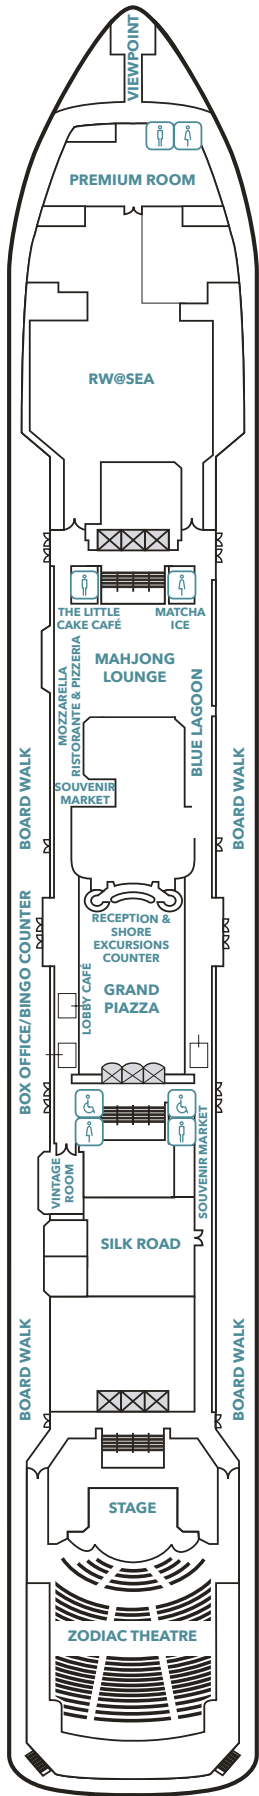 VIEWPOINT
PREMIUM ROOM
RW@SEA
THE LITTLE
CAKE CAFÉ
MATCHA
ICE
MAHJONG
LOUNGE
MOZZARELLA
RISTORANTE & PIZZERIA
BLUE LAGOON
SOUVENIR
MARKET
BOARD WALK
BOARD WALK
RECEPTION &
SHORE
EXCURSIONS
COUNTER
GRAND
PIAZZA
LOBBY CAFÉ
BOX OFFICE/BINGO COUNTER
SOUVENIR MARKET
VINTAGE
ROOM
SILK ROAD
BOARD WALK
BOARD WALK
STAGE
ZODIAC THEATRE